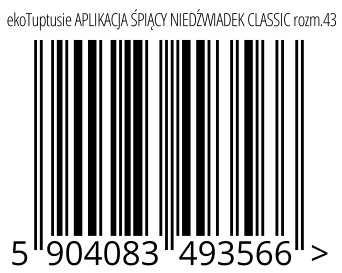 ekoTuptusie APLIKACJA ŚPIĄCY NIEDŹWIADEK CLASSIC rozm.43
5 904083 493566 >